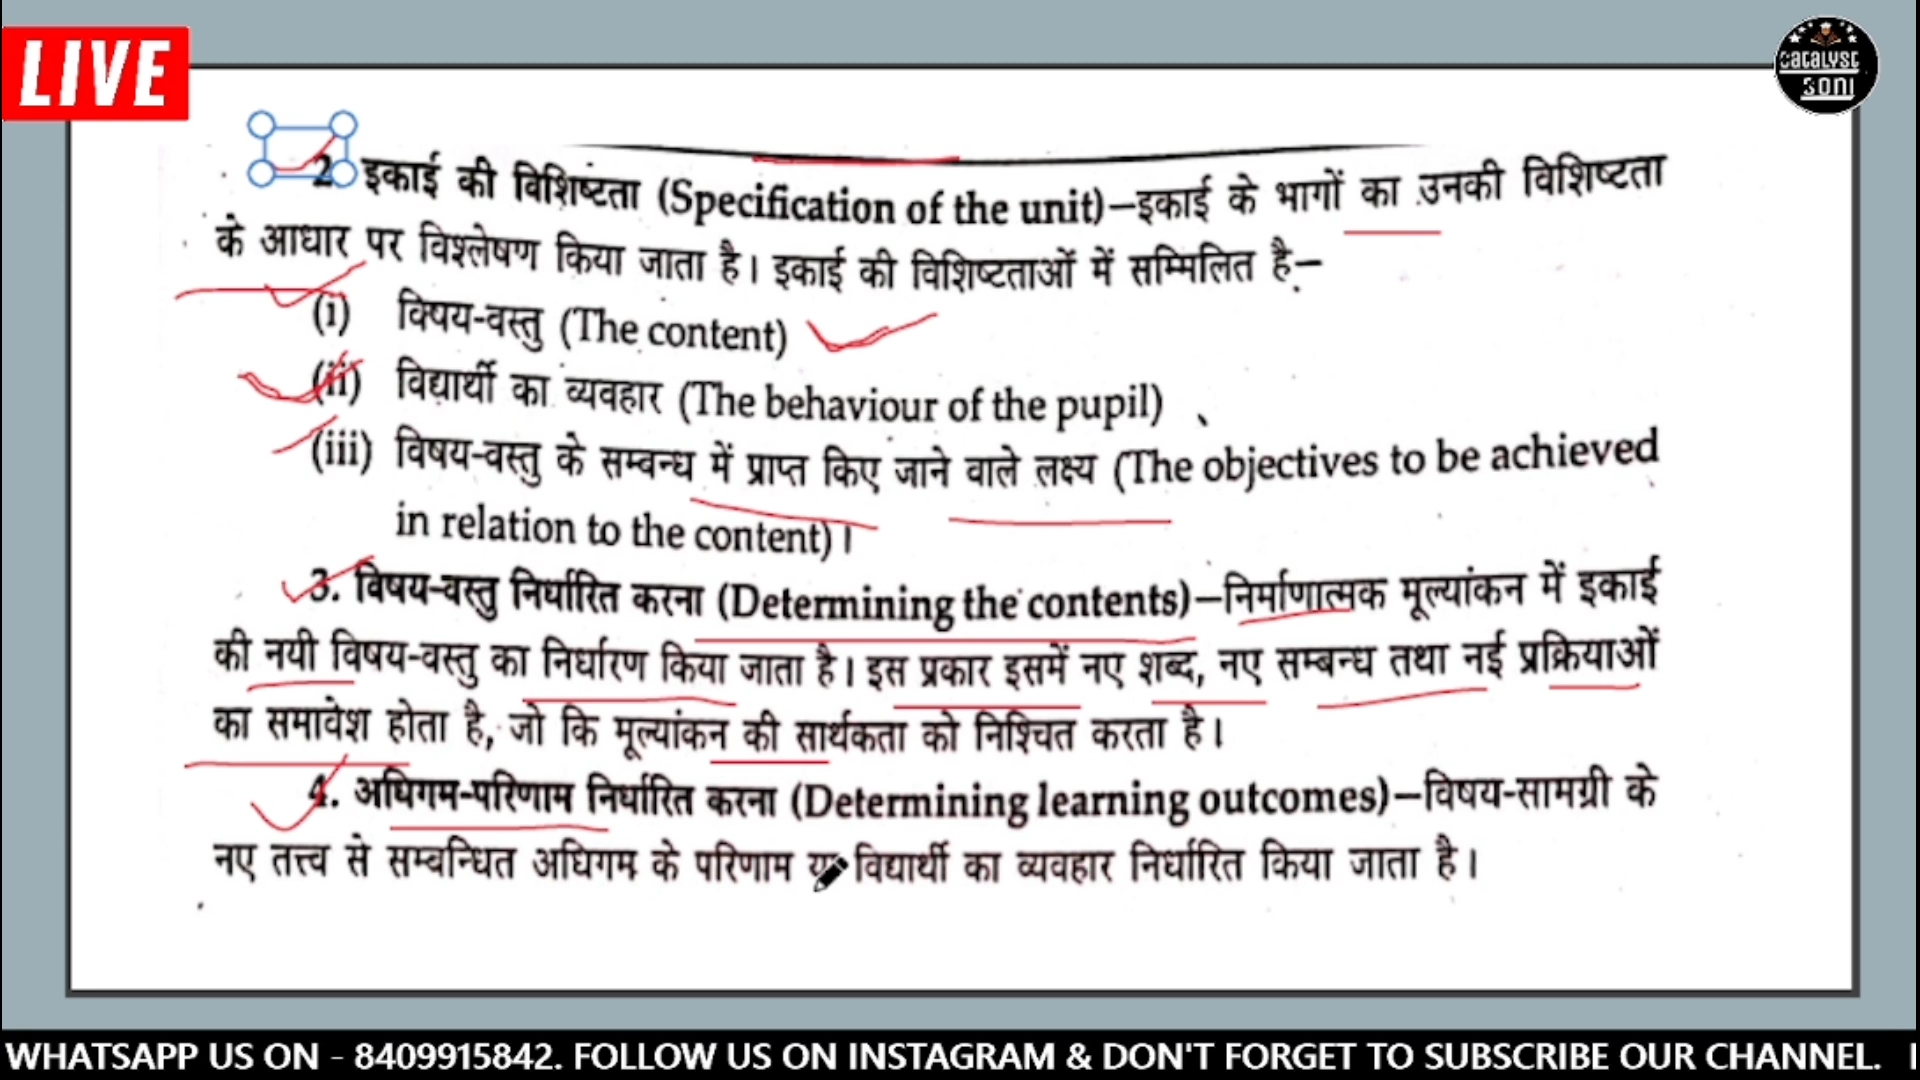 LIVE
catalyst
SONI
2. इकाई की विशिष्टता (Specification of the unit)–इकाई के भागों का उनकी विशिष्टता
के आधार पर विश्लेषण किया जाता है। इकाई की विशिष्टताओं में सम्मिलित है–
(i) विषय-वस्तु (The content)
(ii) विद्यार्थी का व्यवहार (The behaviour of the pupil)
(iii) विषय-वस्तु के सम्बन्ध में प्राप्त किए जाने वाले लक्ष्य (The objectives to be achieved
in relation to the content)।
3. विषय-वस्तु निर्धारित करना (Determining the contents)–निर्माणात्मक मूल्यांकन में इकाई
की नयी विषय-वस्तु का निर्धारण किया जाता है। इस प्रकार इसमें नए शब्द, नए सम्बन्ध तथा नई प्रक्रियाओं
का समावेश होता है, जो कि मूल्यांकन की सार्थकता को निश्चित करता है।
4. अधिगम-परिणाम निर्धारित करना (Determining learning outcomes)–विषय-सामग्री के
नए तत्त्व से सम्बन्धित अधिगम के परिणाम या विद्यार्थी का व्यवहार निर्धारित किया जाता है।
WHATSAPP US ON - 8409915842. FOLLOW US ON INSTAGRAM & DON'T FORGET TO SUBSCRIBE OUR CHANNEL.